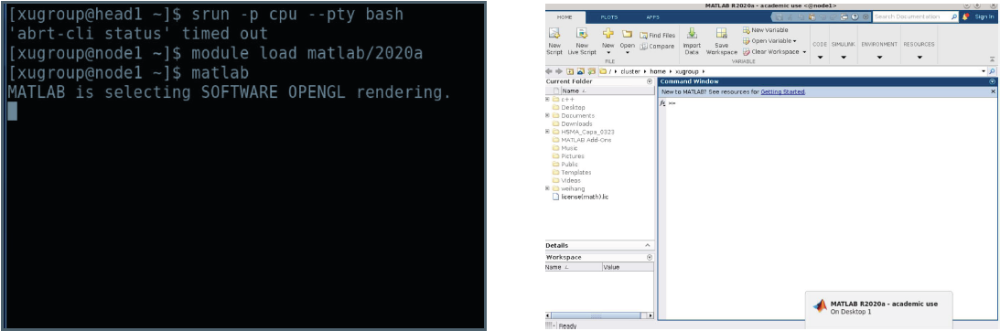 [xugroup@head1 ~]$ srun -p cpu --pty bash
'abrt-cli status' timed out
[xugroup@node1 ~]$ module load matlab/2020a
[xugroup@node1 ~]$ matlab
MATLAB is selecting SOFTWARE OPENGL rendering.
MATLAB R2020a - academic use <@node1>
HOME PLOTS APPS Search Documentation Sign In
New Script New Live Script New Open Find Files Compare Import Data Save Workspace New Variable Open Variable Clear Workspace CODE SIMULINK ENVIRONMENT RESOURCES
FILE VARIABLE
/ cluster home xugroup
Current Folder
Name
c++
Desktop
Documents
Downloads
HSMA_Capa_0323
MATLAB Add-Ons
Music
Pictures
Public
Templates
Videos
weihang
license(math).lic
Details
Workspace
Name Value
Ready
Command Window
New to MATLAB? See resources for Getting Started.
fx >>
MATLAB R2020a - academic use
On Desktop 1